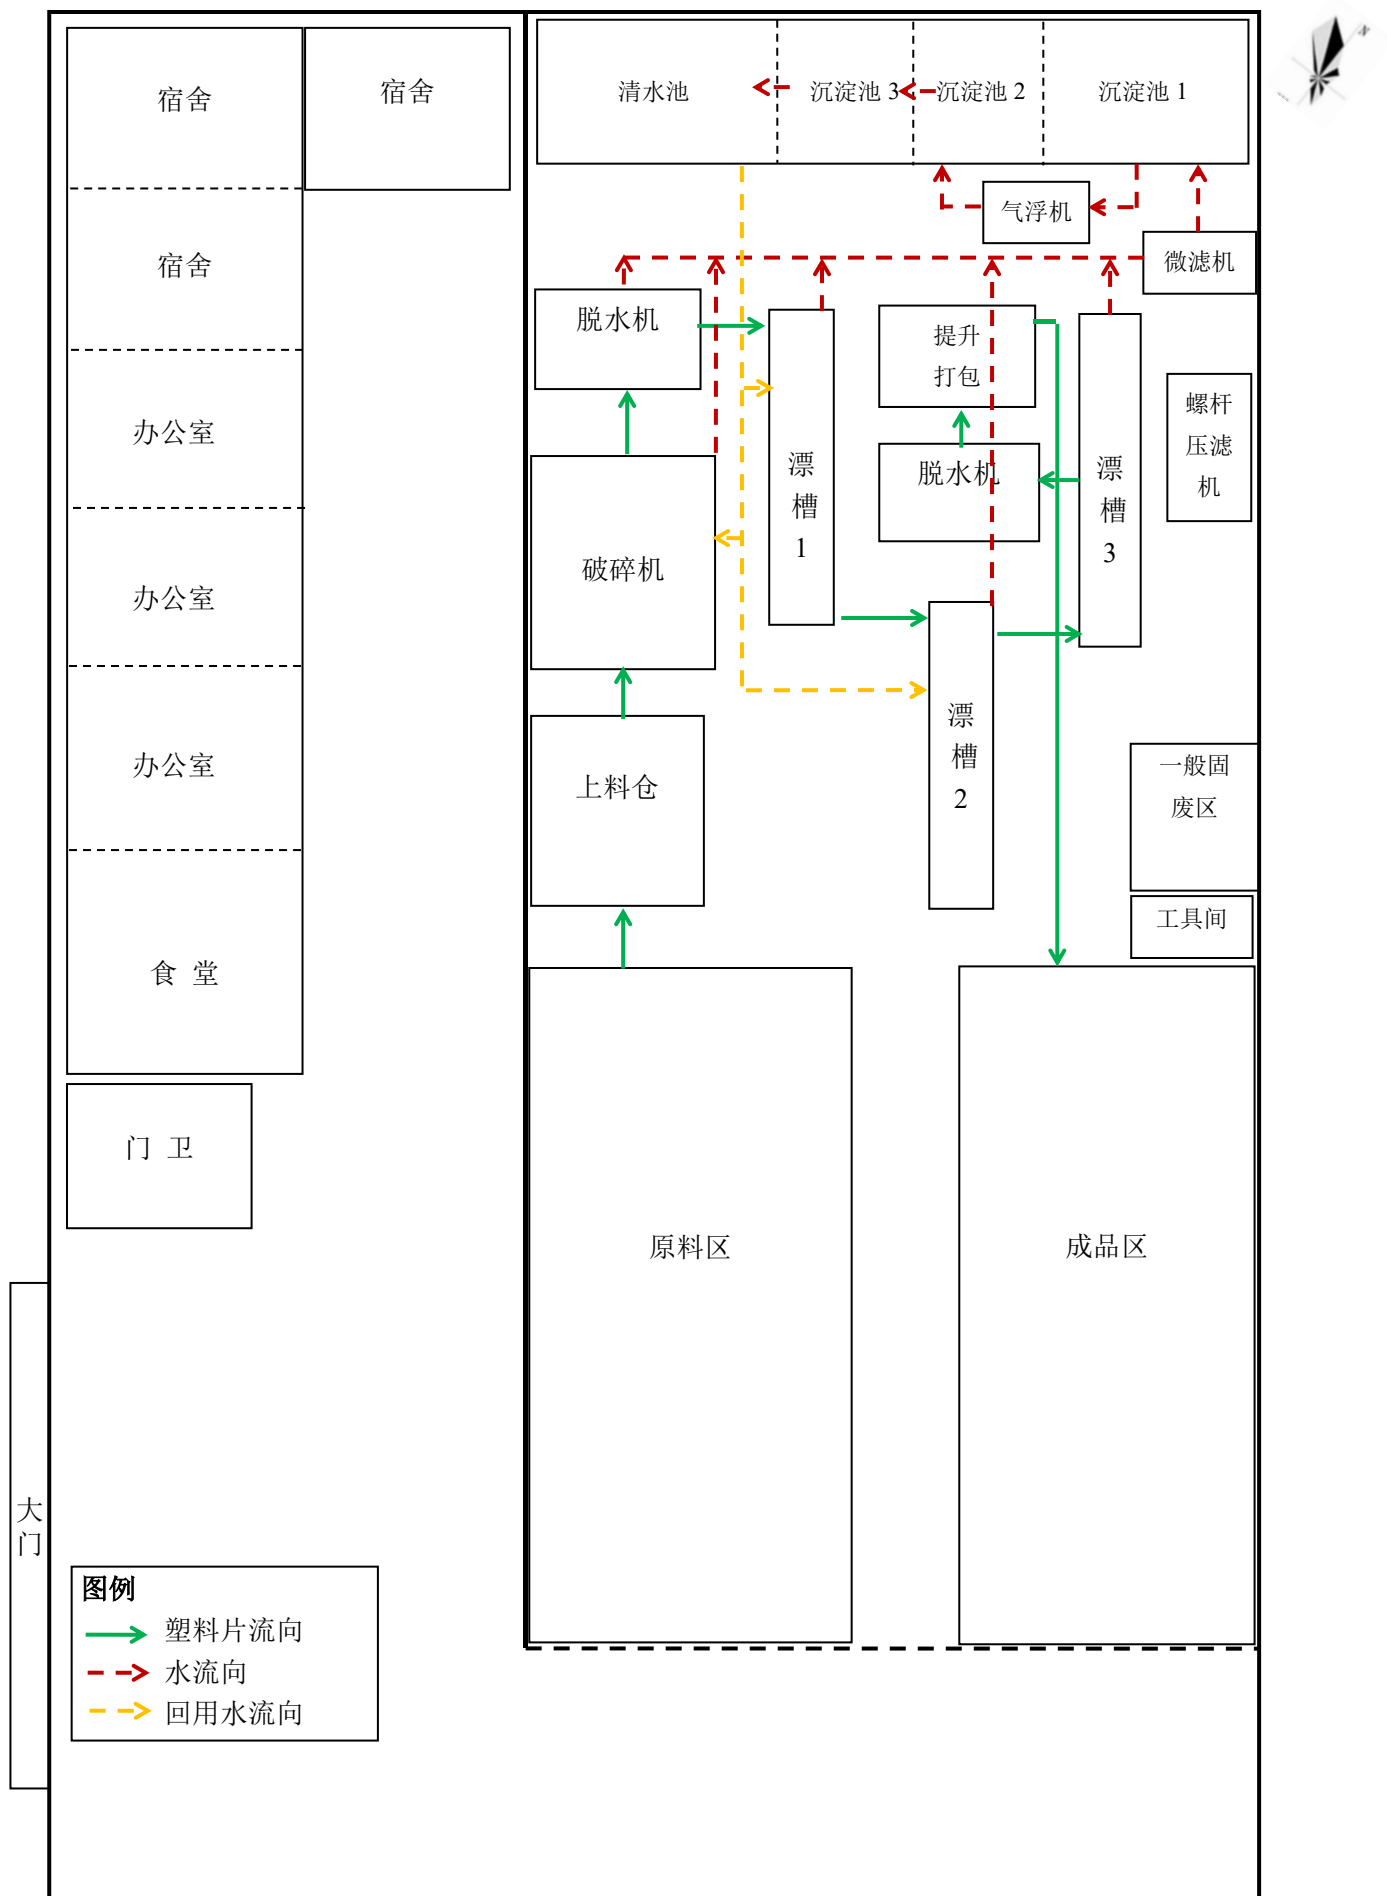 宿舍
宿舍
清水池
沉淀池 3
沉淀池 2
沉淀池 1
气浮机
微滤机
宿舍
脱水机
提升
打包
螺杆
压滤
机
办公室
漂
槽
1
脱水机
漂
槽
3
破碎机
办公室
漂
槽
2
办公室
上料仓
一般固
废区
工具间
食 堂
门 卫
原料区
成品区
大
门
图例
塑料片流向
水流向
回用水流向
N